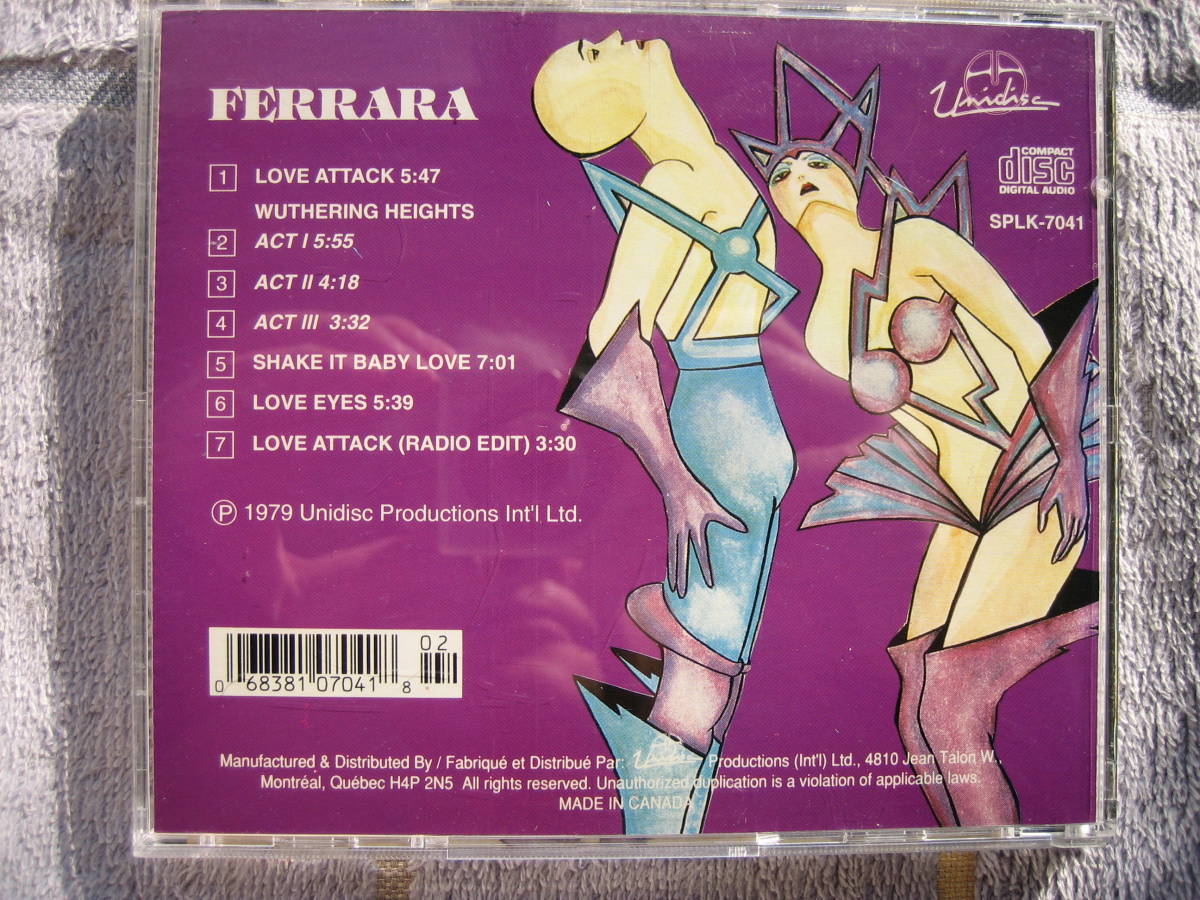 FERRARA
Unidisc
COMPACT
disc
DIGITAL AUDIO
SPLK-7041
1 LOVE ATTACK 5:47
WUTHERING HEIGHTS
2 ACT I 5:55
3 ACT II 4:18
4 ACT III 3:32
5 SHAKE IT BABY LOVE 7:01
6 LOVE EYES 5:39
7 LOVE ATTACK (RADIO EDIT) 3:30
Ⓟ 1979 Unidisc Productions Int'l Ltd.
02
0 68381 07041 8
Manufactured & Distributed By / Fabriqué et Distribué Par: Unidisc Productions (Int'l) Ltd., 4810 Jean Talon W.,
Montréal, Québec H4P 2N5 All rights reserved. Unauthorized duplication is a violation of applicable laws.
MADE IN CANADA